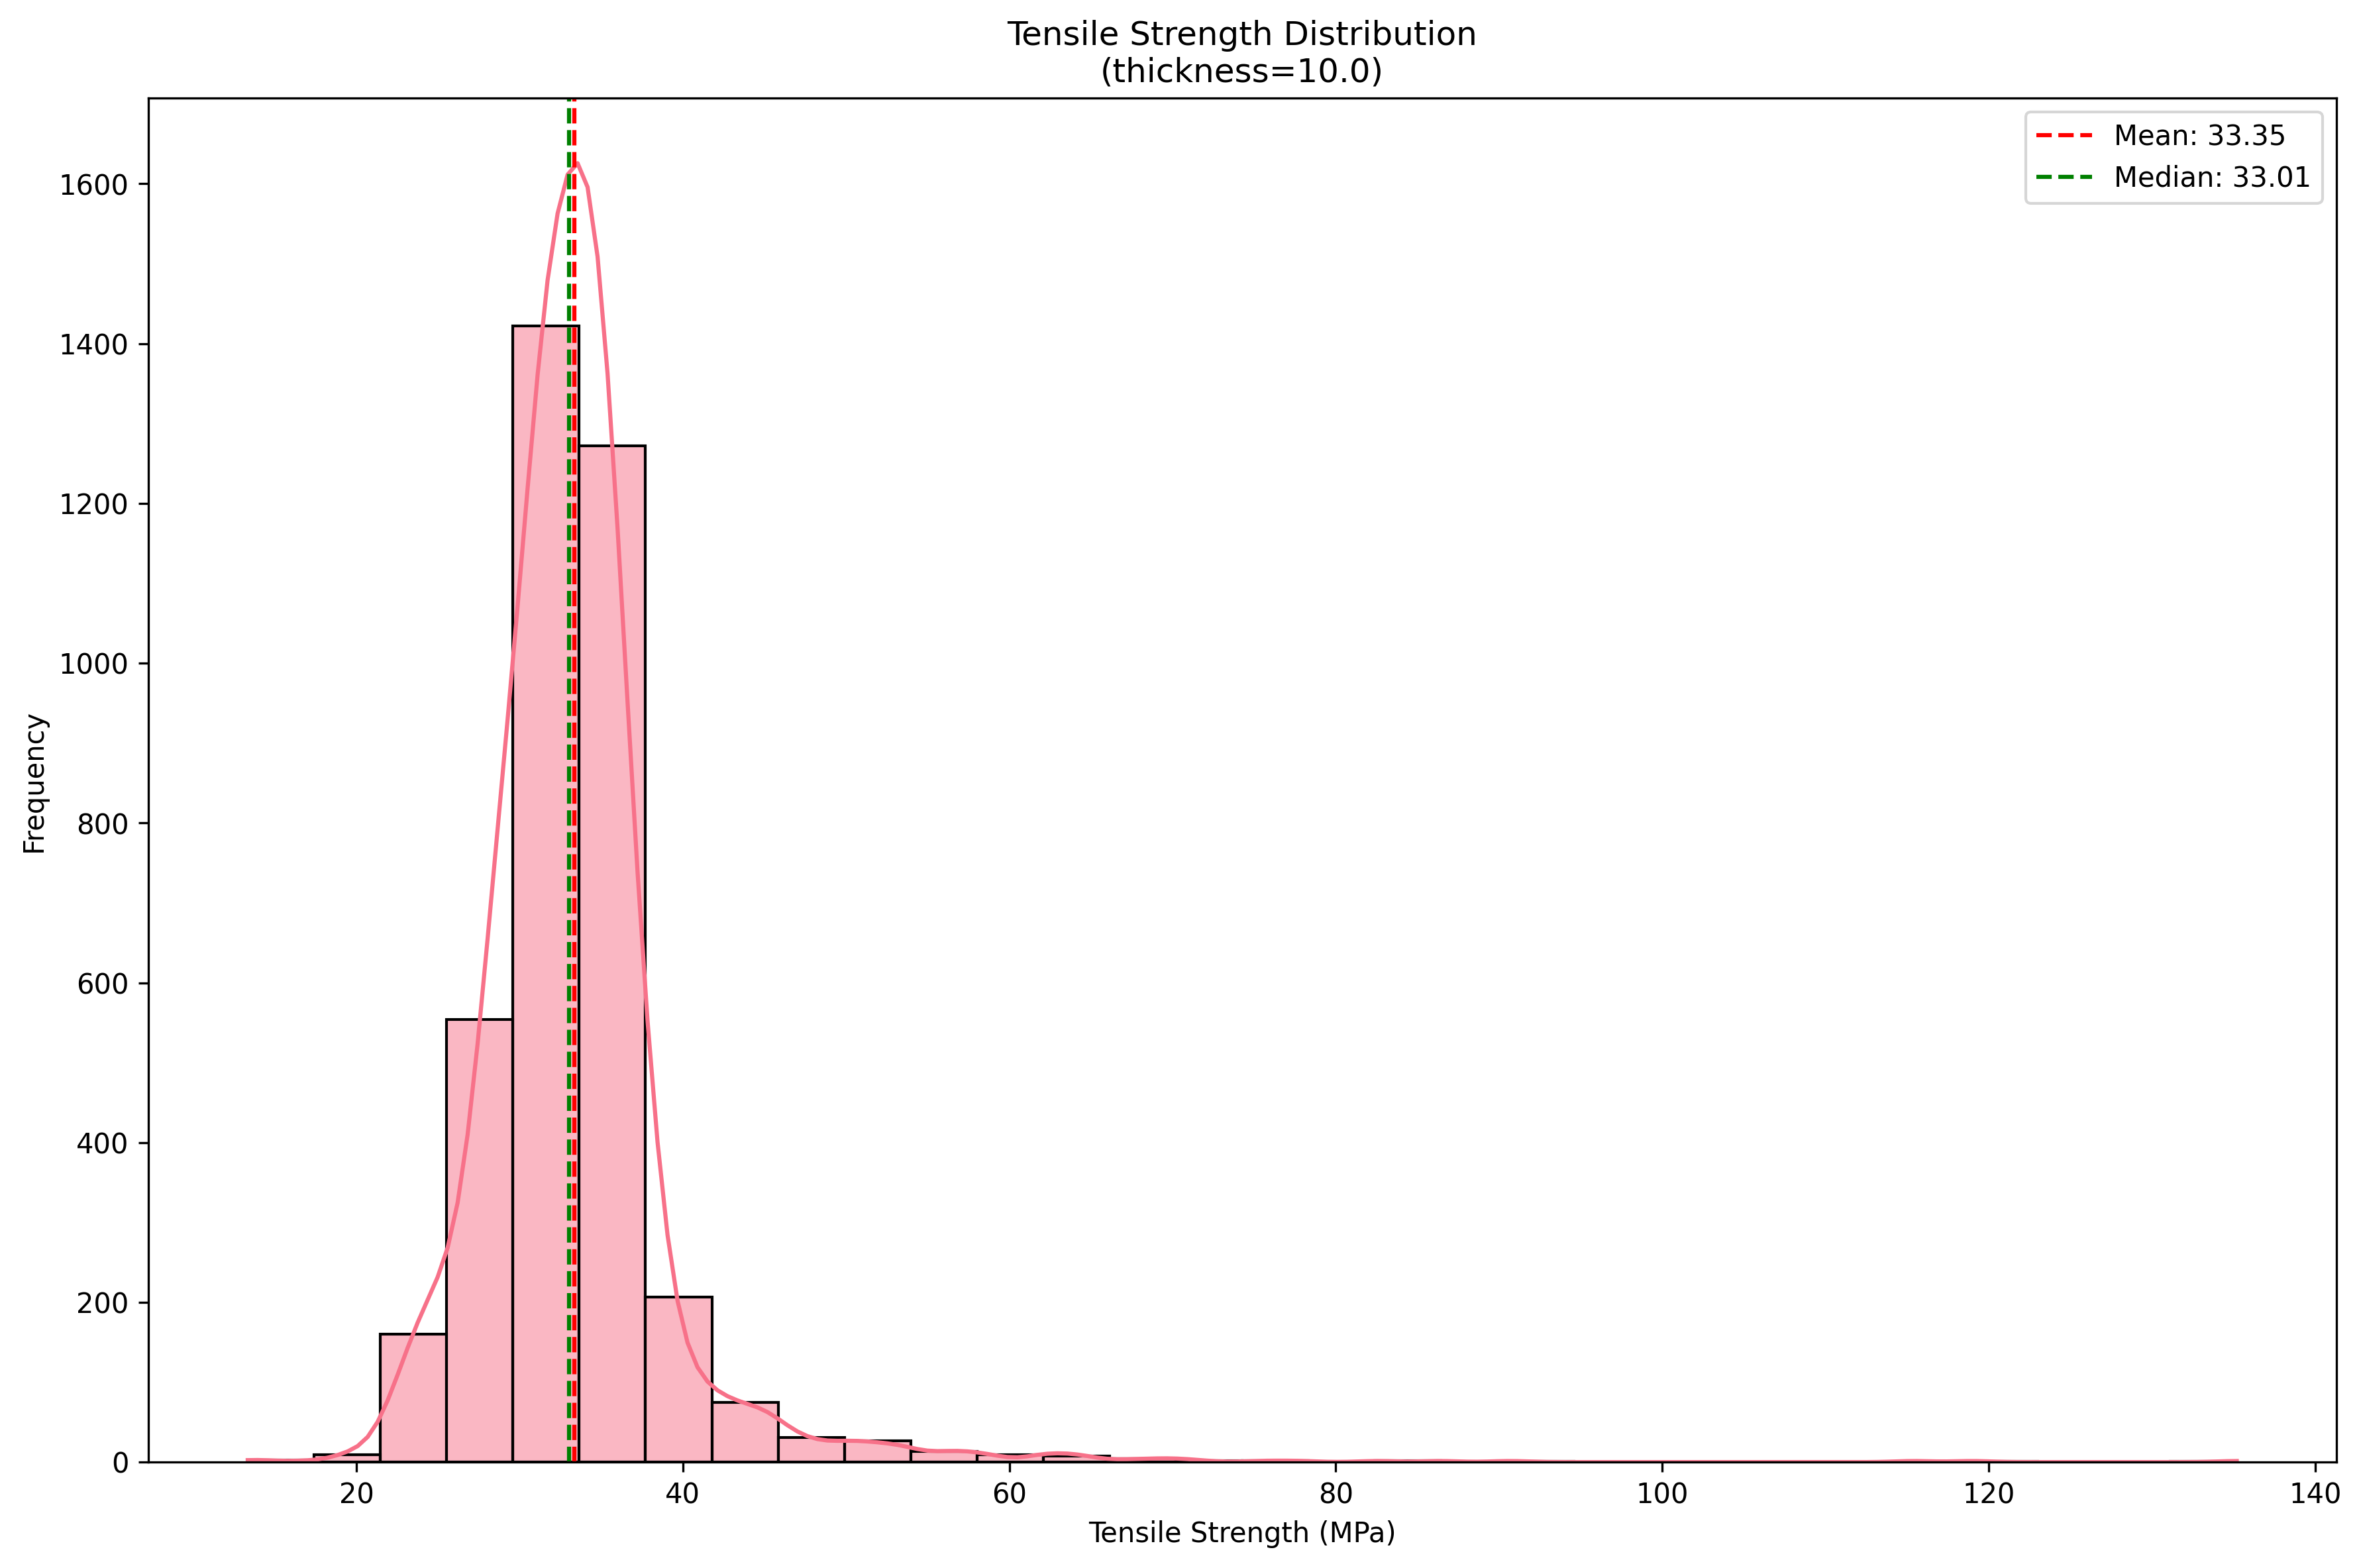 Tensile Strength Distribution
(thickness=10.0)
Mean: 33.35
Median: 33.01
Frequency
1600
1400
1200
1000
800
600
400
200
0
20 40 60 80 100 120 140
Tensile Strength (MPa)